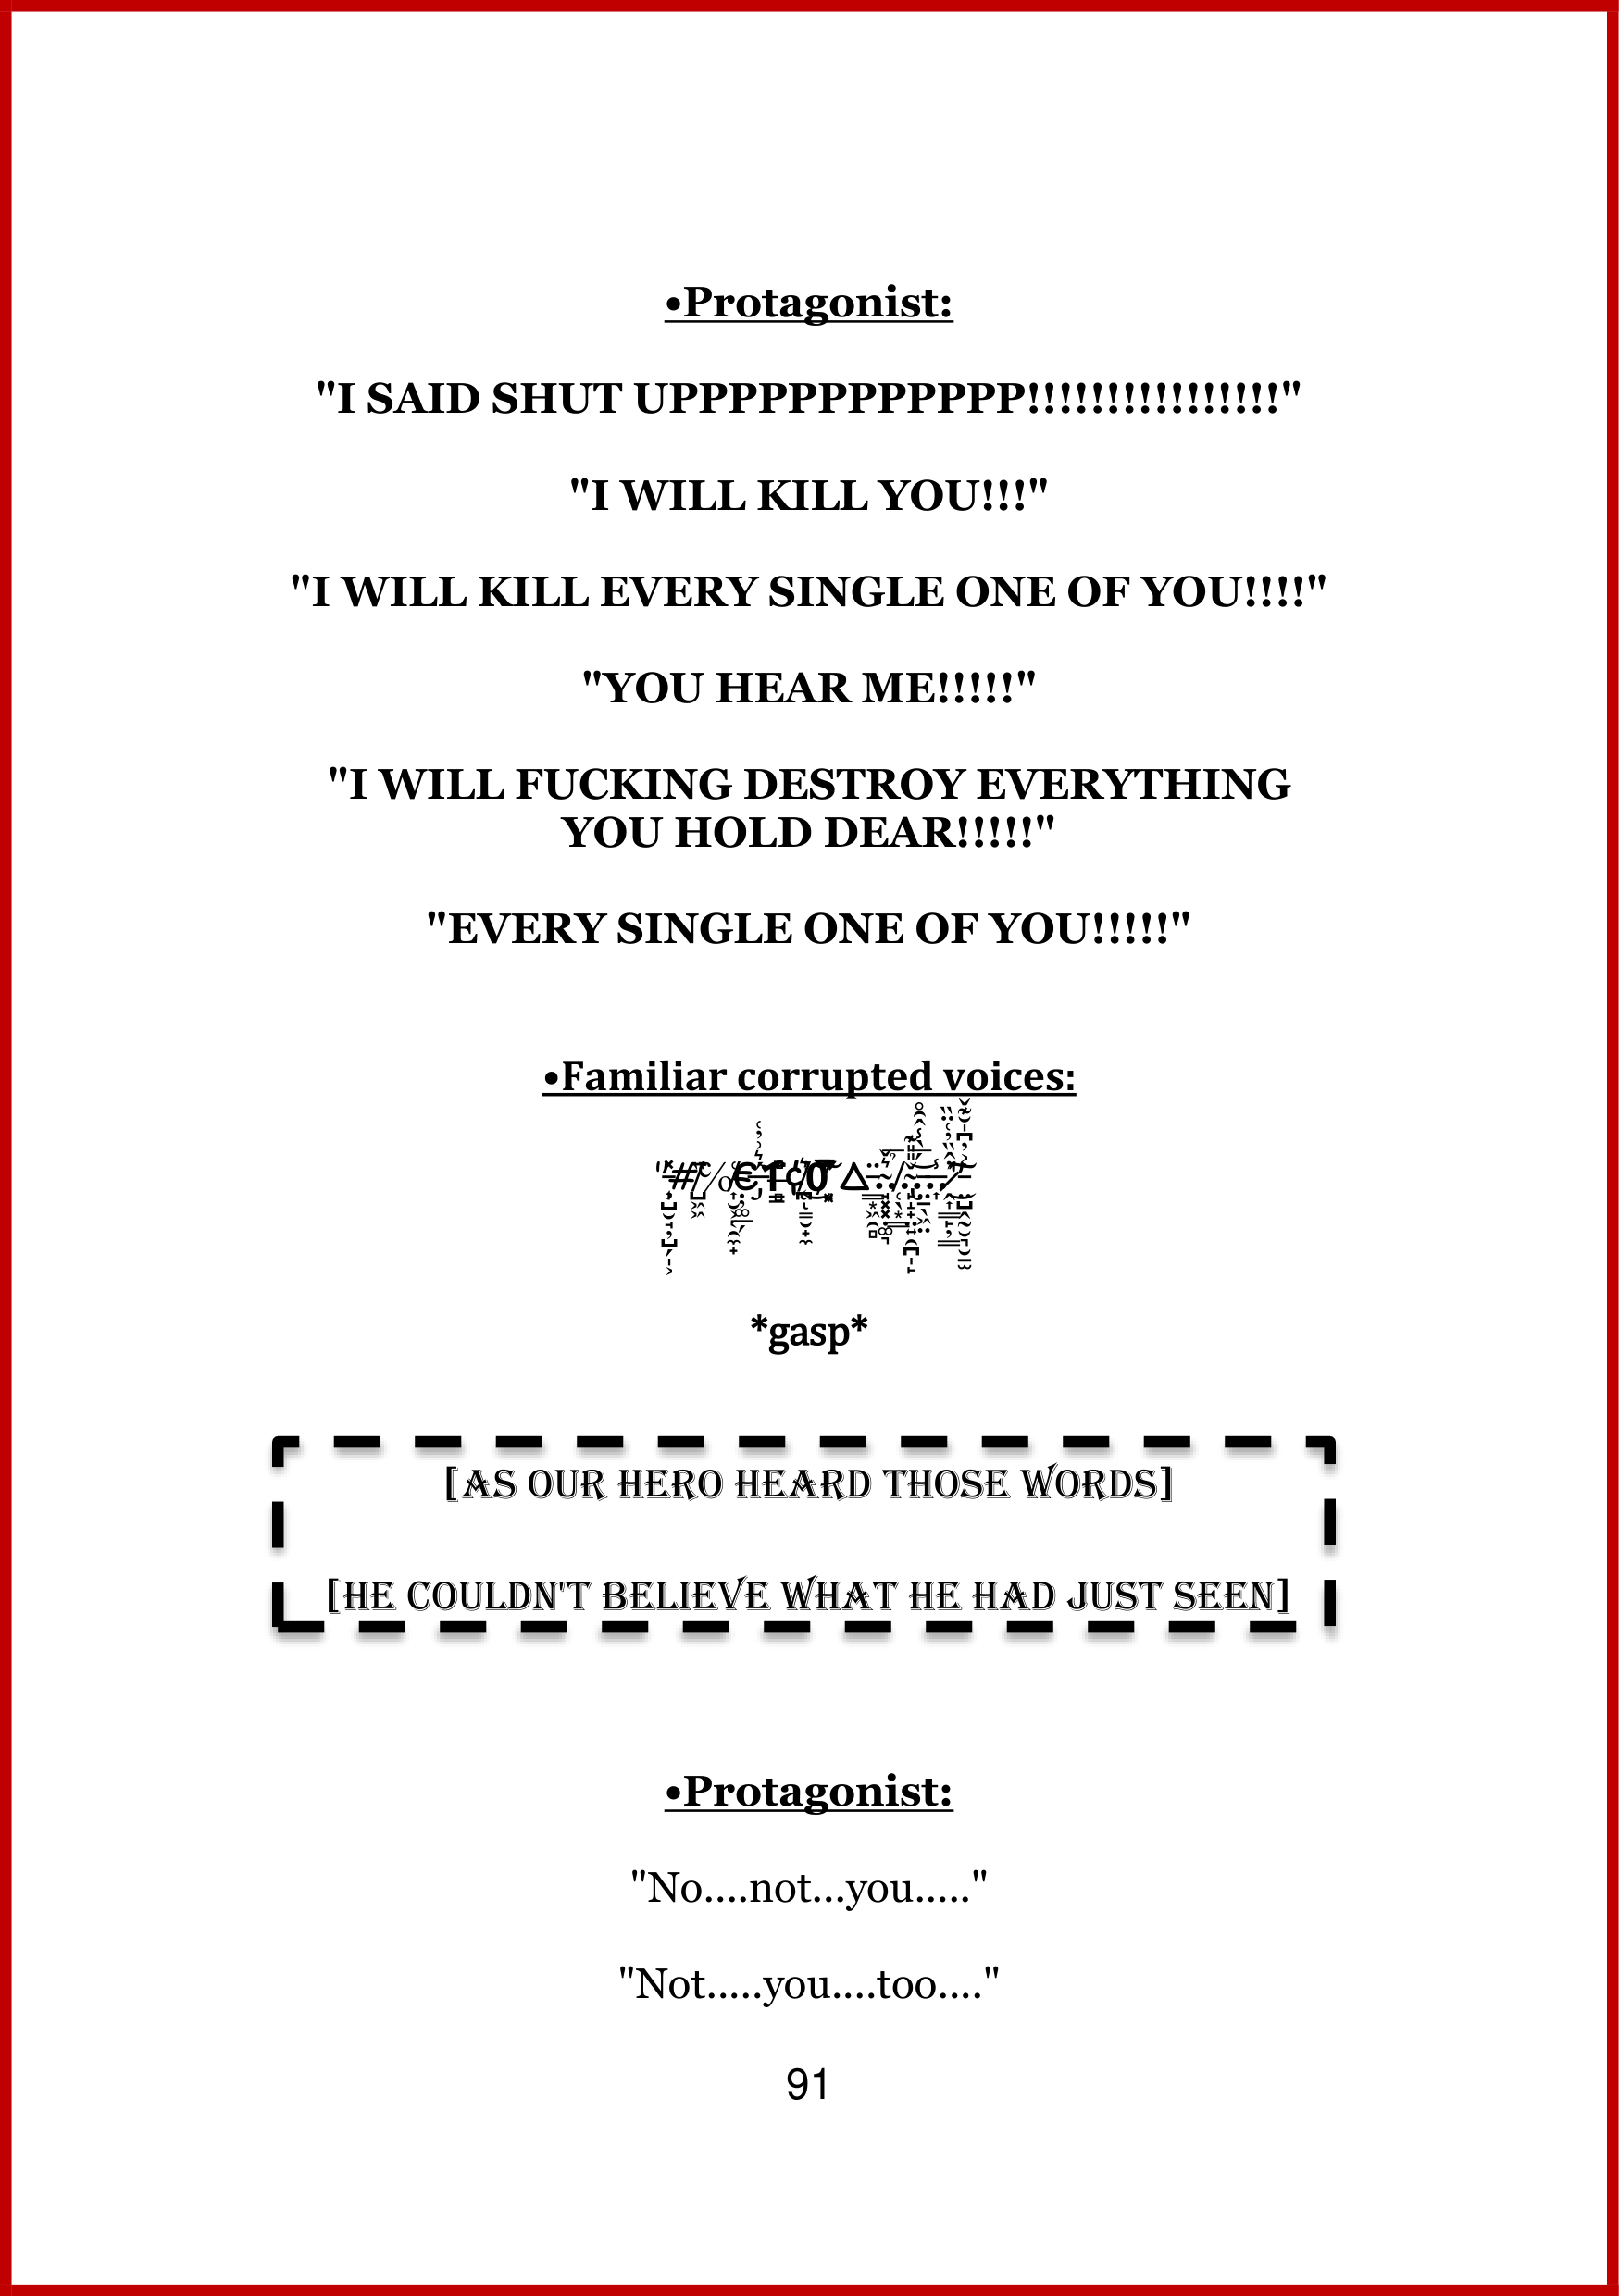 •Protagonist:
"I SAID SHUT UPPPPPPPPPPPP!!!!!!!!!!!!!!!!"
"I WILL KILL YOU!!!"
"I WILL KILL EVERY SINGLE ONE OF YOU!!!!"
"YOU HEAR ME!!!!!"
"I WILL FUCKING DESTROY EVERYTHING
YOU HOLD DEAR!!!!!"
"EVERY SINGLE ONE OF YOU!!!!!"
•Familiar corrupted voices:
*gasp*
[AS OUR HERO HEARD THOSE WORDS]
[HE COULDN'T BELIEVE WHAT HE HAD JUST SEEN]
•Protagonist:
"No....not...you....."
"Not.....you....too...."
91